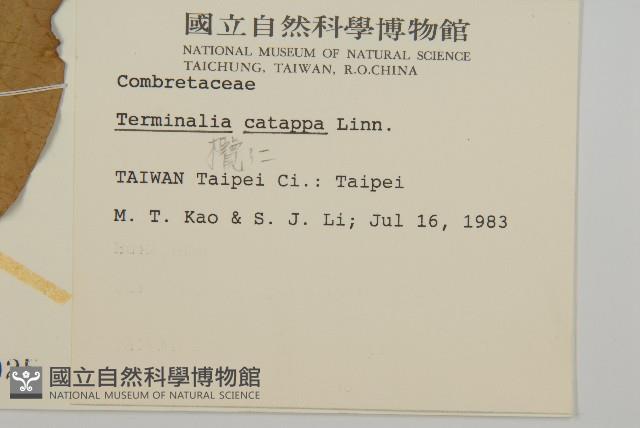 國立自然科學博物館
NATIONAL MUSEUM OF NATURAL SCIENCE
TAICHUNG, TAIWAN, R.O.CHINA
Combretaceae
Terminalia catappa Linn.
欖仁
TAIWAN Taipei Ci.: Taipei
M. T. Kao & S. J. Li; Jul 16, 1983
國立自然科學博物館
NATIONAL MUSEUM OF NATURAL SCIENCE